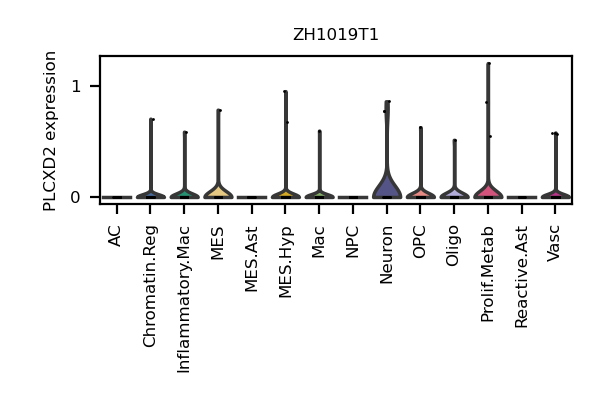 ZH1019T1
PLCXD2 expression
1
0
AC
Chromatin.Reg
Inflammatory.Mac
MES
MES.Ast
MES.Hyp
Mac
NPC
Neuron
OPC
Oligo
Prolif.Metab
Reactive.Ast
Vasc